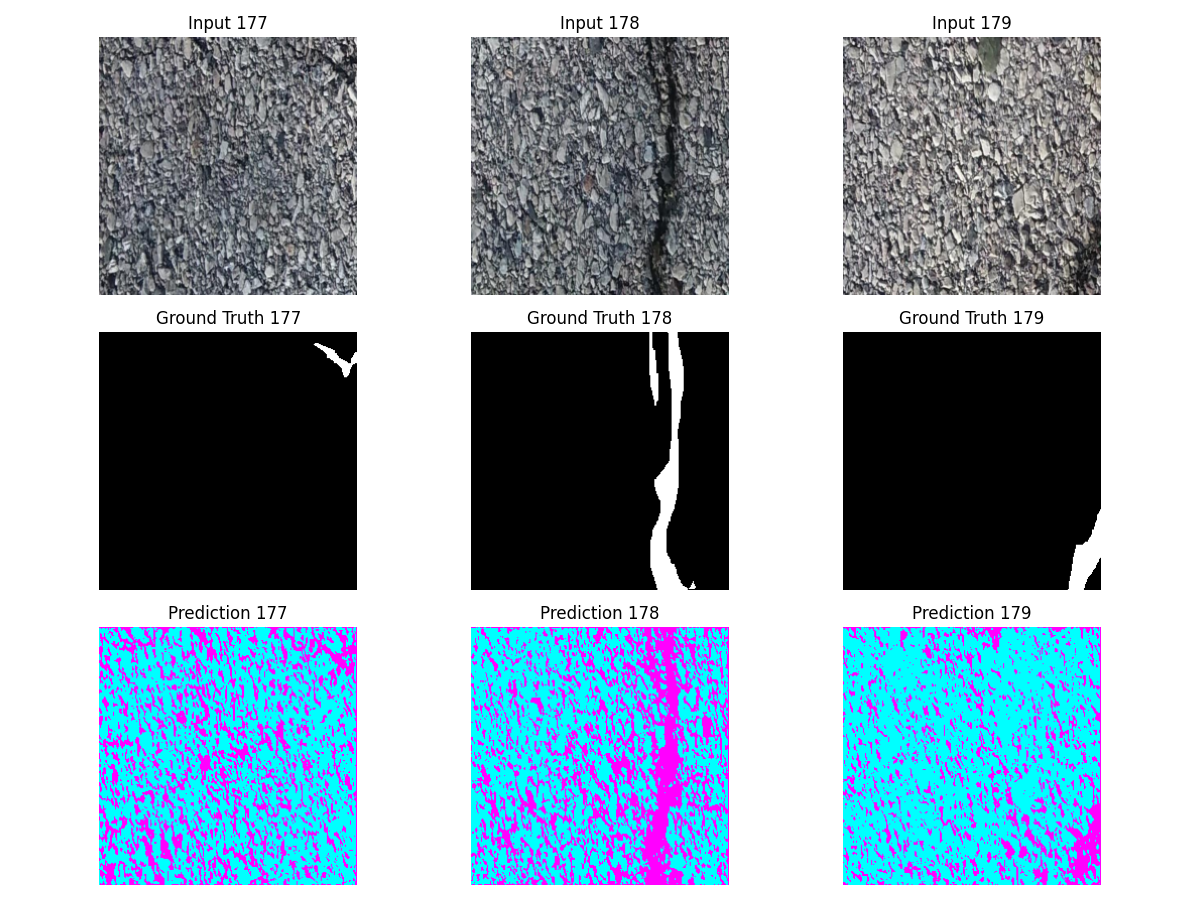 Input 177
Input 178
Input 179
Ground Truth 177
Ground Truth 178
Ground Truth 179
Prediction 177
Prediction 178
Prediction 179